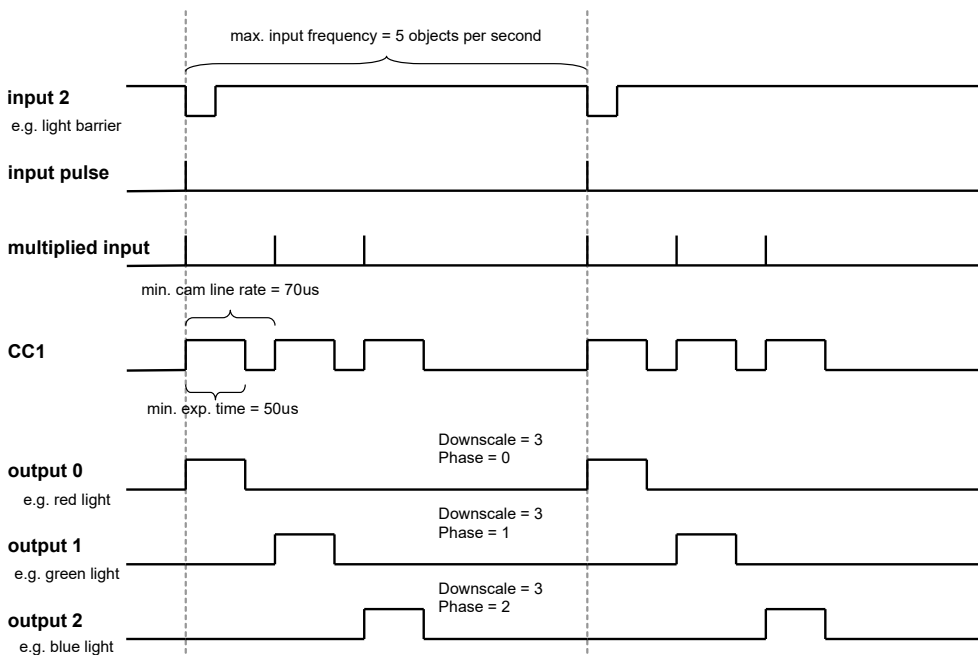 max. input frequency = 5 objects per second
input 2
e.g. light barrier
input pulse
multiplied input
min. cam line rate = 70us
CC1
min. exp. time = 50us
Downscale = 3
Phase = 0
output 0
e.g. red light
Downscale = 3
Phase = 1
output 1
e.g. green light
Downscale = 3
Phase = 2
output 2
e.g. blue light